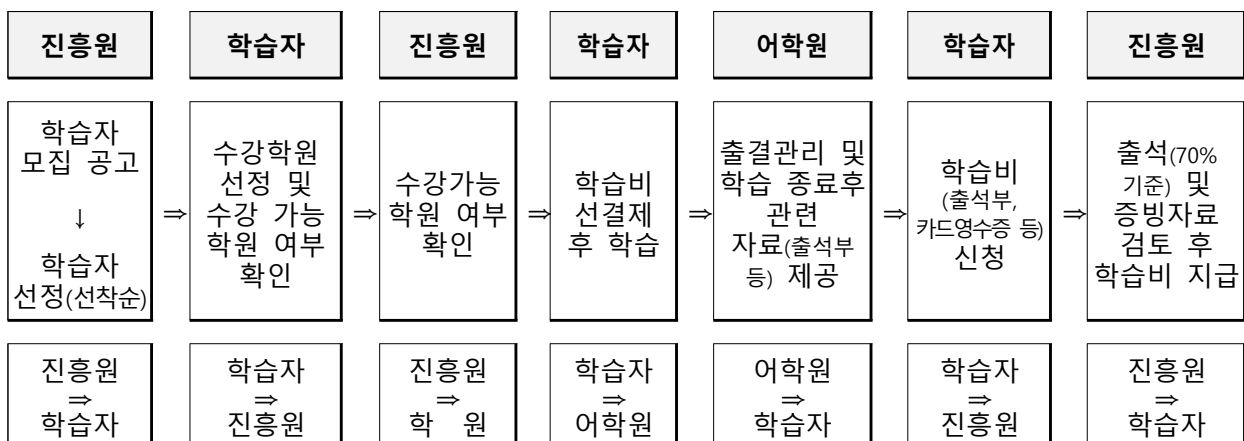 진흥원
학습자
진흥원
학습자
어학원
학습자
진흥원
학습자
모집 공고
↓
학습자
선정(선착순)
⇒
수강학원
선정 및
수강 가능
학원 여부
확인
⇒
수강가능
학원 여부
확인
⇒
학습비
선결제
후 학습
⇒
출결관리 및
학습 종료후
관련
자료(출석부
등) 제공
⇒
학습비
(출석부,
카드영수증 등)
신청
⇒
출석(70%
기준) 및
증빙자료
검토 후
학습비 지급
진흥원
⇒
학습자
학습자
⇒
진흥원
진흥원
⇒
학 원
학습자
⇒
어학원
어학원
⇒
학습자
학습자
⇒
진흥원
진흥원
⇒
학습자